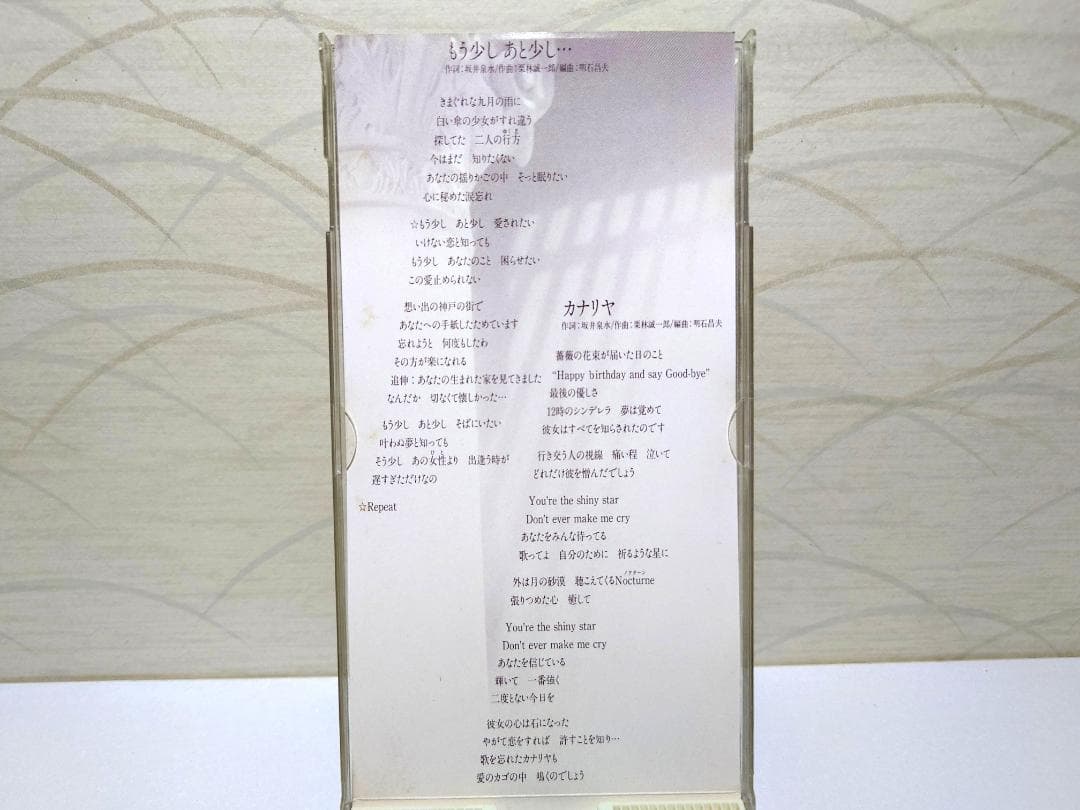 もう少し あと少し…
作詞：坂井泉水/作曲：栗林誠一郎/編曲：明石昌夫
きまぐれな九月の雨に
白い傘の少女がすれ違う
探してた 二人の行方
今はまだ 知りたくない
あなたの揺りかごの中 そっと眠りたい
心に秘めた涙忘れ
☆もう少し あと少し 愛されたい
いけない恋と知っても
もう少し あなたのこと 困らせたい
この愛止められない
想い出の神戸の街で
あなたへの手紙したためています
忘れようと 何度もしたわ
その方が楽になれる
追伸：あなたの生まれた家を見てきました
なんだか 切なくて懐しかった…
もう少し あと少し そばにいたい
叶わぬ夢と知っても
そう少し あの女性より 出逢う時が
遅すぎただけなの
☆Repeat
カナリヤ
作詞：坂井泉水/作曲：栗林誠一郎/編曲：明石昌夫
薔薇の花束が届いた日のこと
“Happy birthday and say Good-bye”
最後の優しさ
12時のシンデレラ 夢は覚めて
彼女はすべてを知らされたのです
行き交う人の視線 痛い程 泣いて
どれだけ彼を憎んだでしょう
You're the shiny star
Don't ever make me cry
あなたをみんな待ってる
歌ってよ 自分のために 祈るような星に
外は月の砂漠 聴こえてくるNocturne
張りつめた心 癒して
You're the shiny star
Don't ever make me cry
あなたを信じている
輝いて 一番強く
二度とない今日を
彼女の心は石になった
やがて恋をすれば 許すことを知り…
歌を忘れたカナリヤも
愛のカゴの中 鳴くのでしょう